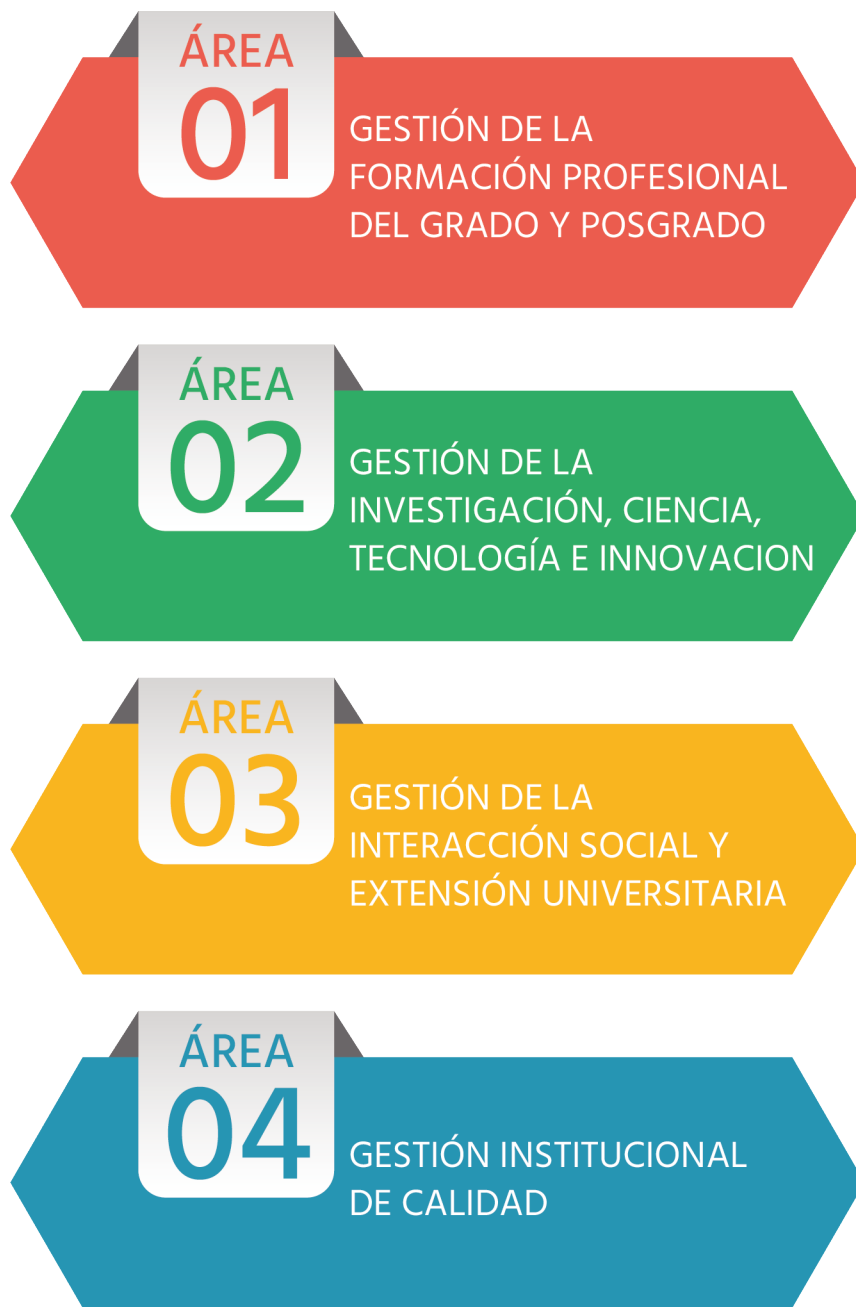 ÁREA
01
GESTIÓN DE LA
FORMACIÓN PROFESIONAL
DEL GRADO Y POSGRADO
ÁREA
02
GESTIÓN DE LA
INVESTIGACIÓN, CIENCIA,
TECNOLOGÍA E INNOVACION
ÁREA
03
GESTIÓN DE LA
INTERACCIÓN SOCIAL Y
EXTENSIÓN UNIVERSITARIA
ÁREA
04
GESTIÓN INSTITUCIONAL
DE CALIDAD